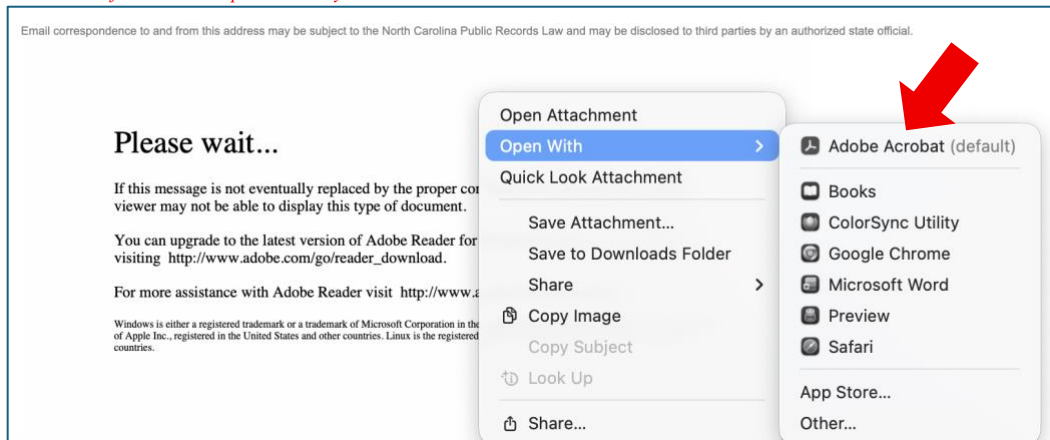 Email correspondence to and from this address may be subject to the North Carolina Public Records Law and may be disclosed to third parties by an authorized state official.
Please wait...
If this message is not eventually replaced by the proper
viewer may not be able to display this type of document.
You can upgrade to the latest version of Adobe Reader for
visiting http://www.adobe.com/go/reader_download.
For more assistance with Adobe Reader visit http://www.a
Windows is either a registered trademark or a trademark of Microsoft Corporation in the
of Apple Inc., registered in the United States and other countries. Linux is the registered
countries.
Open Attachment
Open With
Quick Look Attachment
Save Attachment...
Save to Downloads Folder
Share
Copy Image
Copy Subject
Look Up
Share...
Adobe Acrobat (default)
Books
ColorSync Utility
Google Chrome
Microsoft Word
Preview
Safari
App Store...
Other...